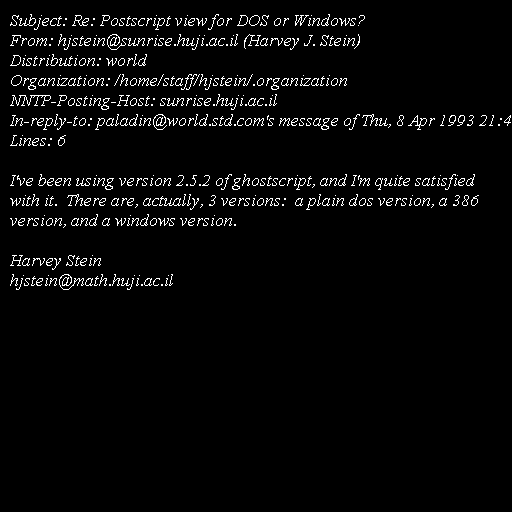 Subject: Re: Postscript view for DOS or Windows?
From: hjstein@sunrise.huji.ac.il (Harvey J. Stein)
Distribution: world
Organization: /home/staff/hjstein/.organization
NNTP-Posting-Host: sunrise.huji.ac.il
In-reply-to: paladin@world.std.com's message of Thu, 8 Apr 1993 21:4
Lines: 6

I've been using version 2.5.2 of ghostscript, and I'm quite satisfied
with it.  There are, actually, 3 versions:  a plain dos version, a 386
version, and a windows version.

Harvey Stein
hjstein@math.huji.ac.il